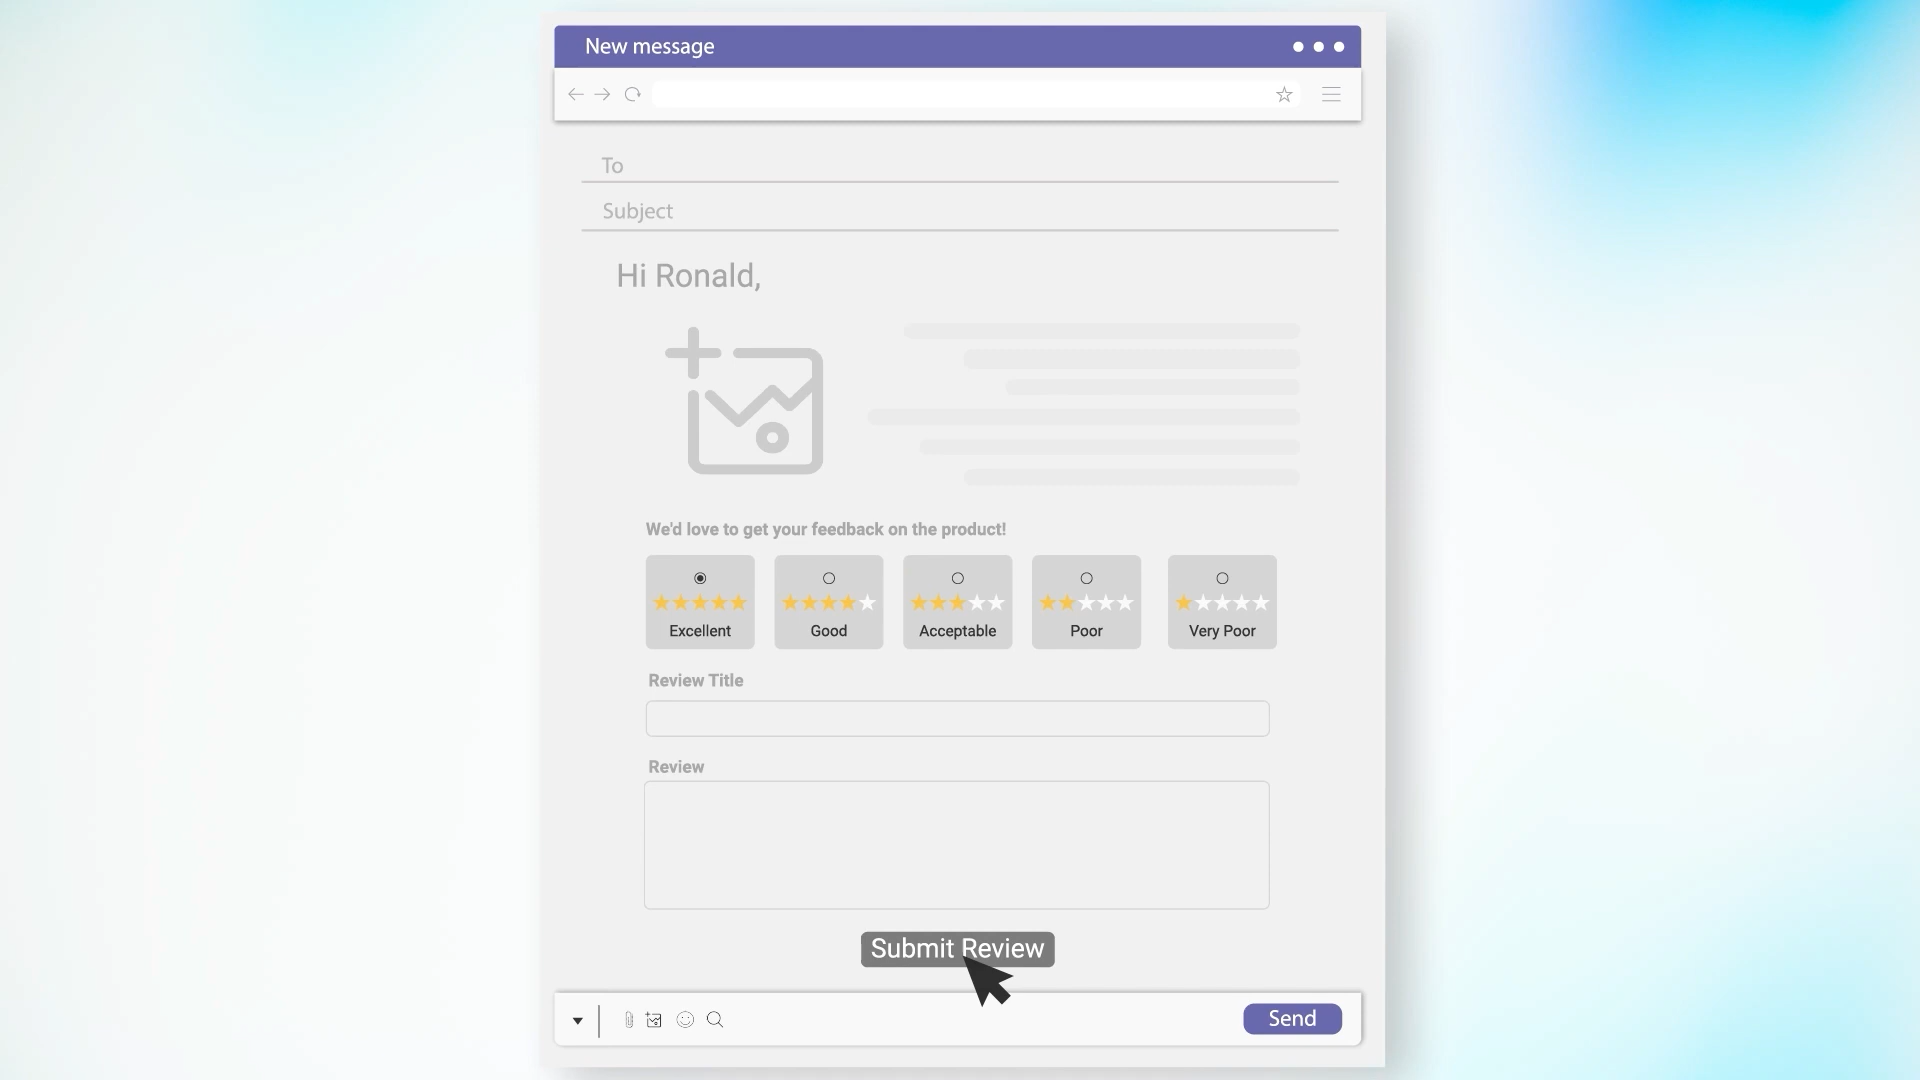 New message
To
Subject
Hi Ronald,
We'd love to get your feedback on the product!
Excellent Good Acceptable Poor Very Poor
Review Title
Review
Submit Review
Send